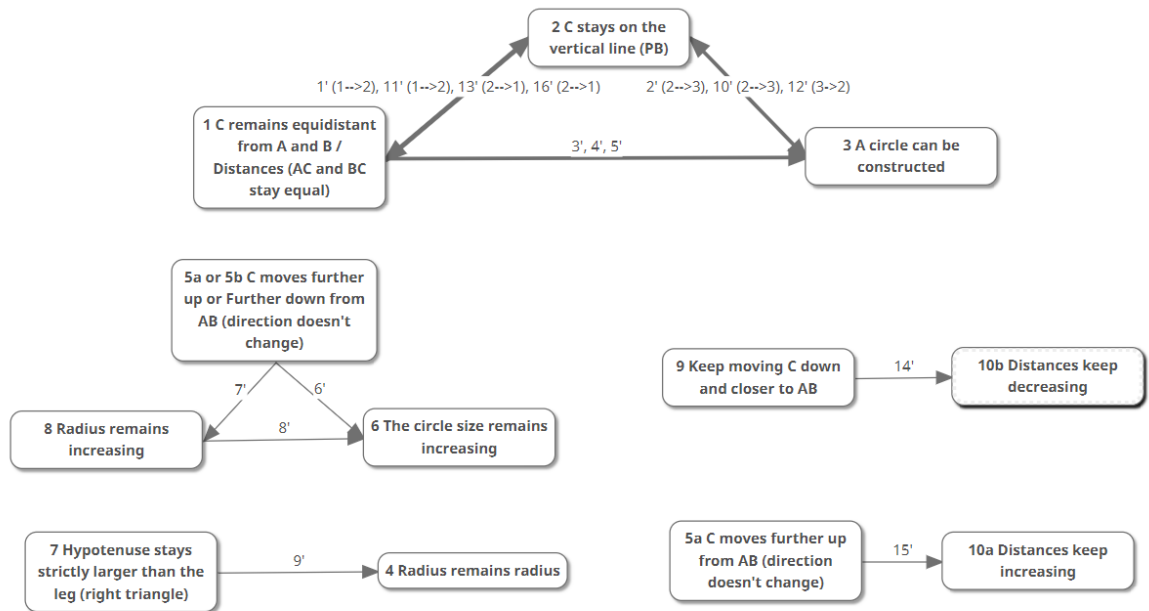 2 C stays on the
vertical line (PB)
1' (1-->2), 11' (1-->2), 13' (2-->1), 16' (2-->1)
2' (2-->3), 10' (2-->3), 12' (3->2)
1 C remains equidistant
from A and B /
Distances (AC and BC
stay equal)
3', 4', 5'
3 A circle can be
constructed
5a or 5b C moves further
up or Further down from
AB (direction doesn't
change)
7'
6'
8 Radius remains
increasing
8'
6 The circle size remains
increasing
9 Keep moving C down
and closer to AB
14'
10b Distances keep
decreasing
7 Hypotenuse stays
strictly larger than the
leg (right triangle)
9'
4 Radius remains radius
5a C moves further up
from AB (direction
doesn't change)
15'
10a Distances keep
increasing